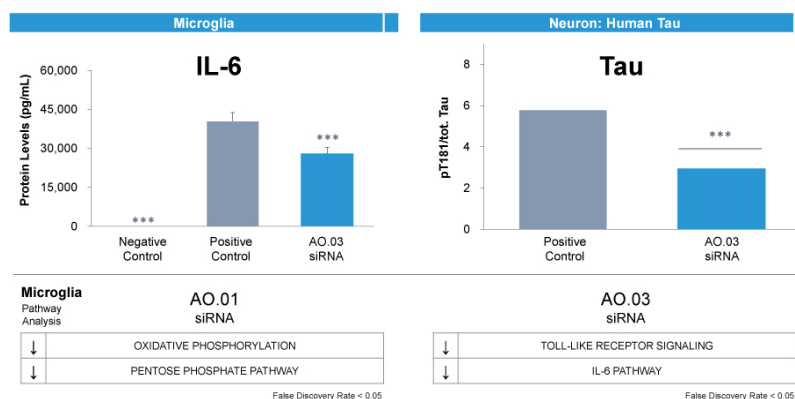 Microglia
Neuron: Human Tau
IL-6
Protein Levels (pg/mL)
60,000
45,000
30,000
15,000
0
***
***
Negative
Control
Positive
Control
AO.03
siRNA
Tau
pT181/tot. Tau
8
6
4
2
0
***
Positive
Control
AO.03
siRNA
Microglia
Pathway
Analysis
AO.01
siRNA
↓ OXIDATIVE PHOSPHORYLATION
↓ PENTOSE PHOSPHATE PATHWAY
False Discovery Rate < 0.05
AO.03
siRNA
↓ TOLL-LIKE RECEPTOR SIGNALING
↓ IL-6 PATHWAY
False Discovery Rate < 0.05